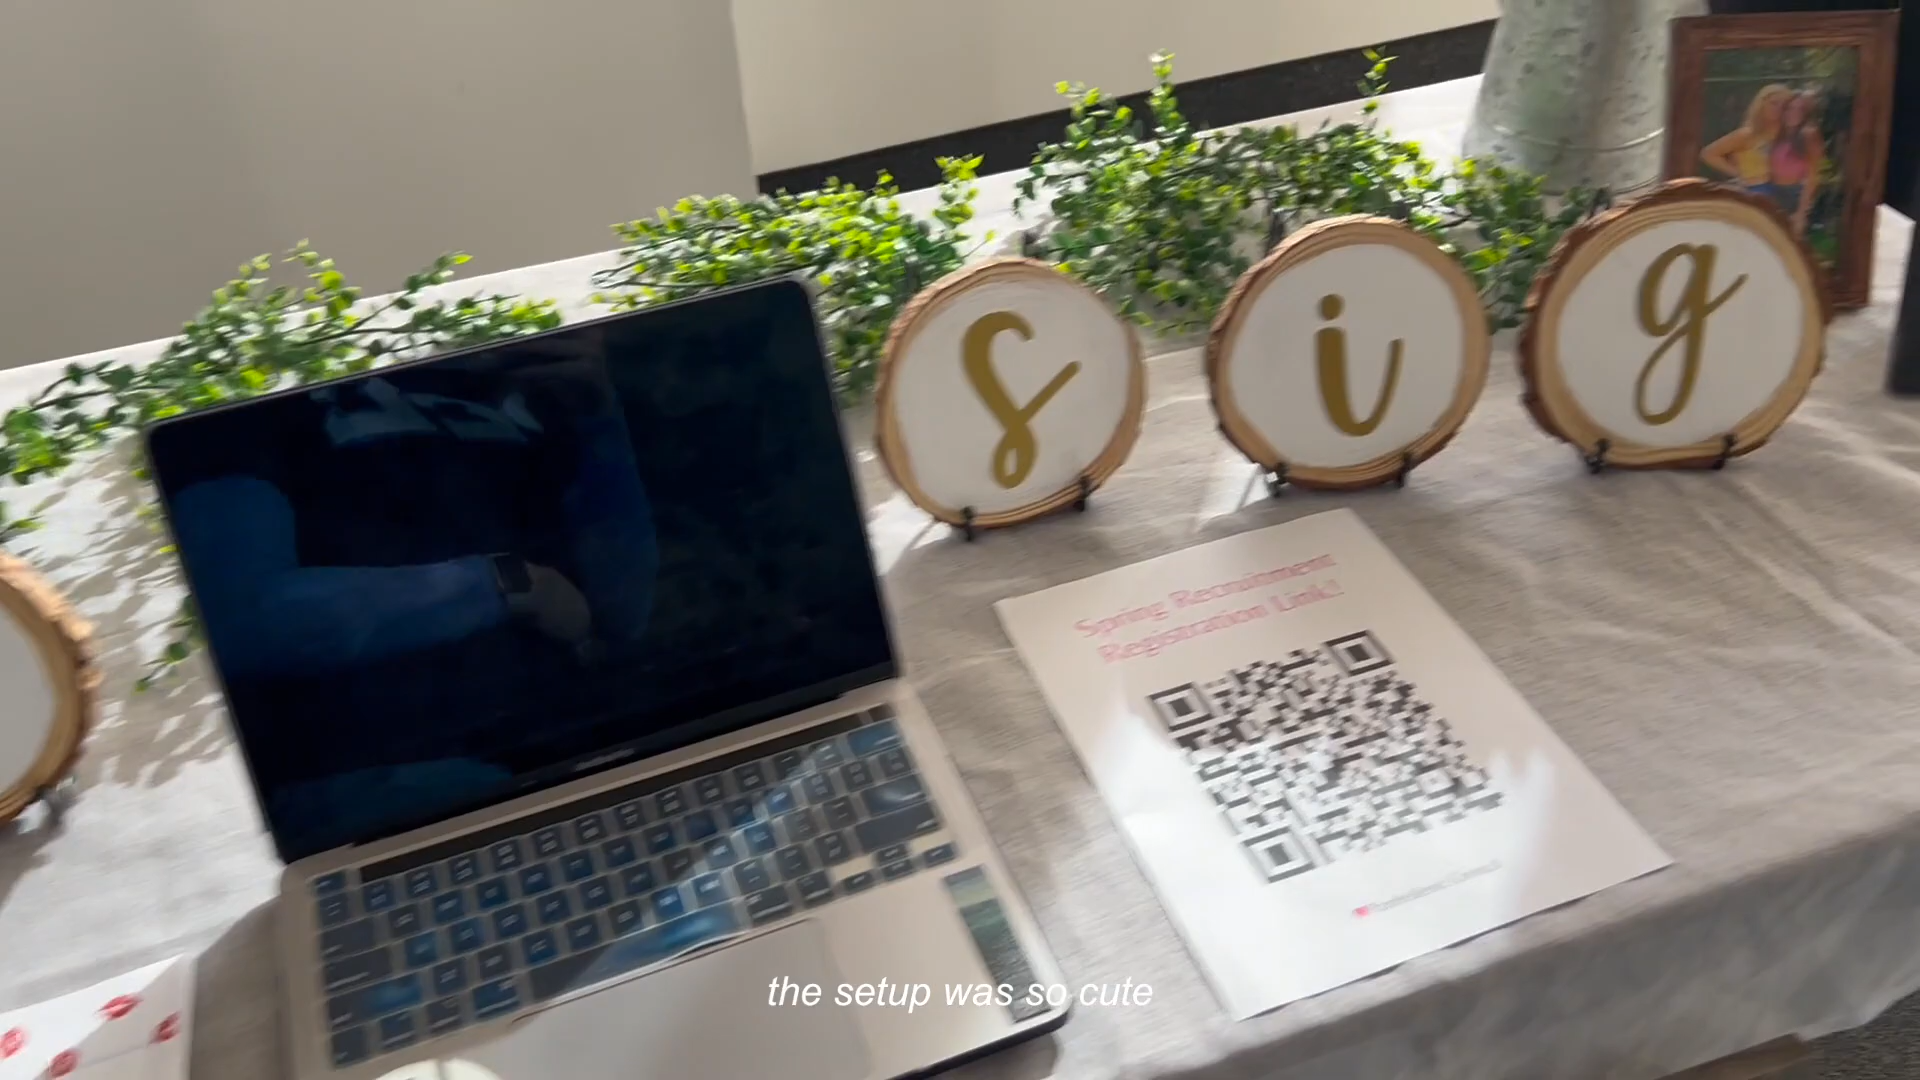 s i g
Spring Recruitment
Registration Link!
the setup was so cute